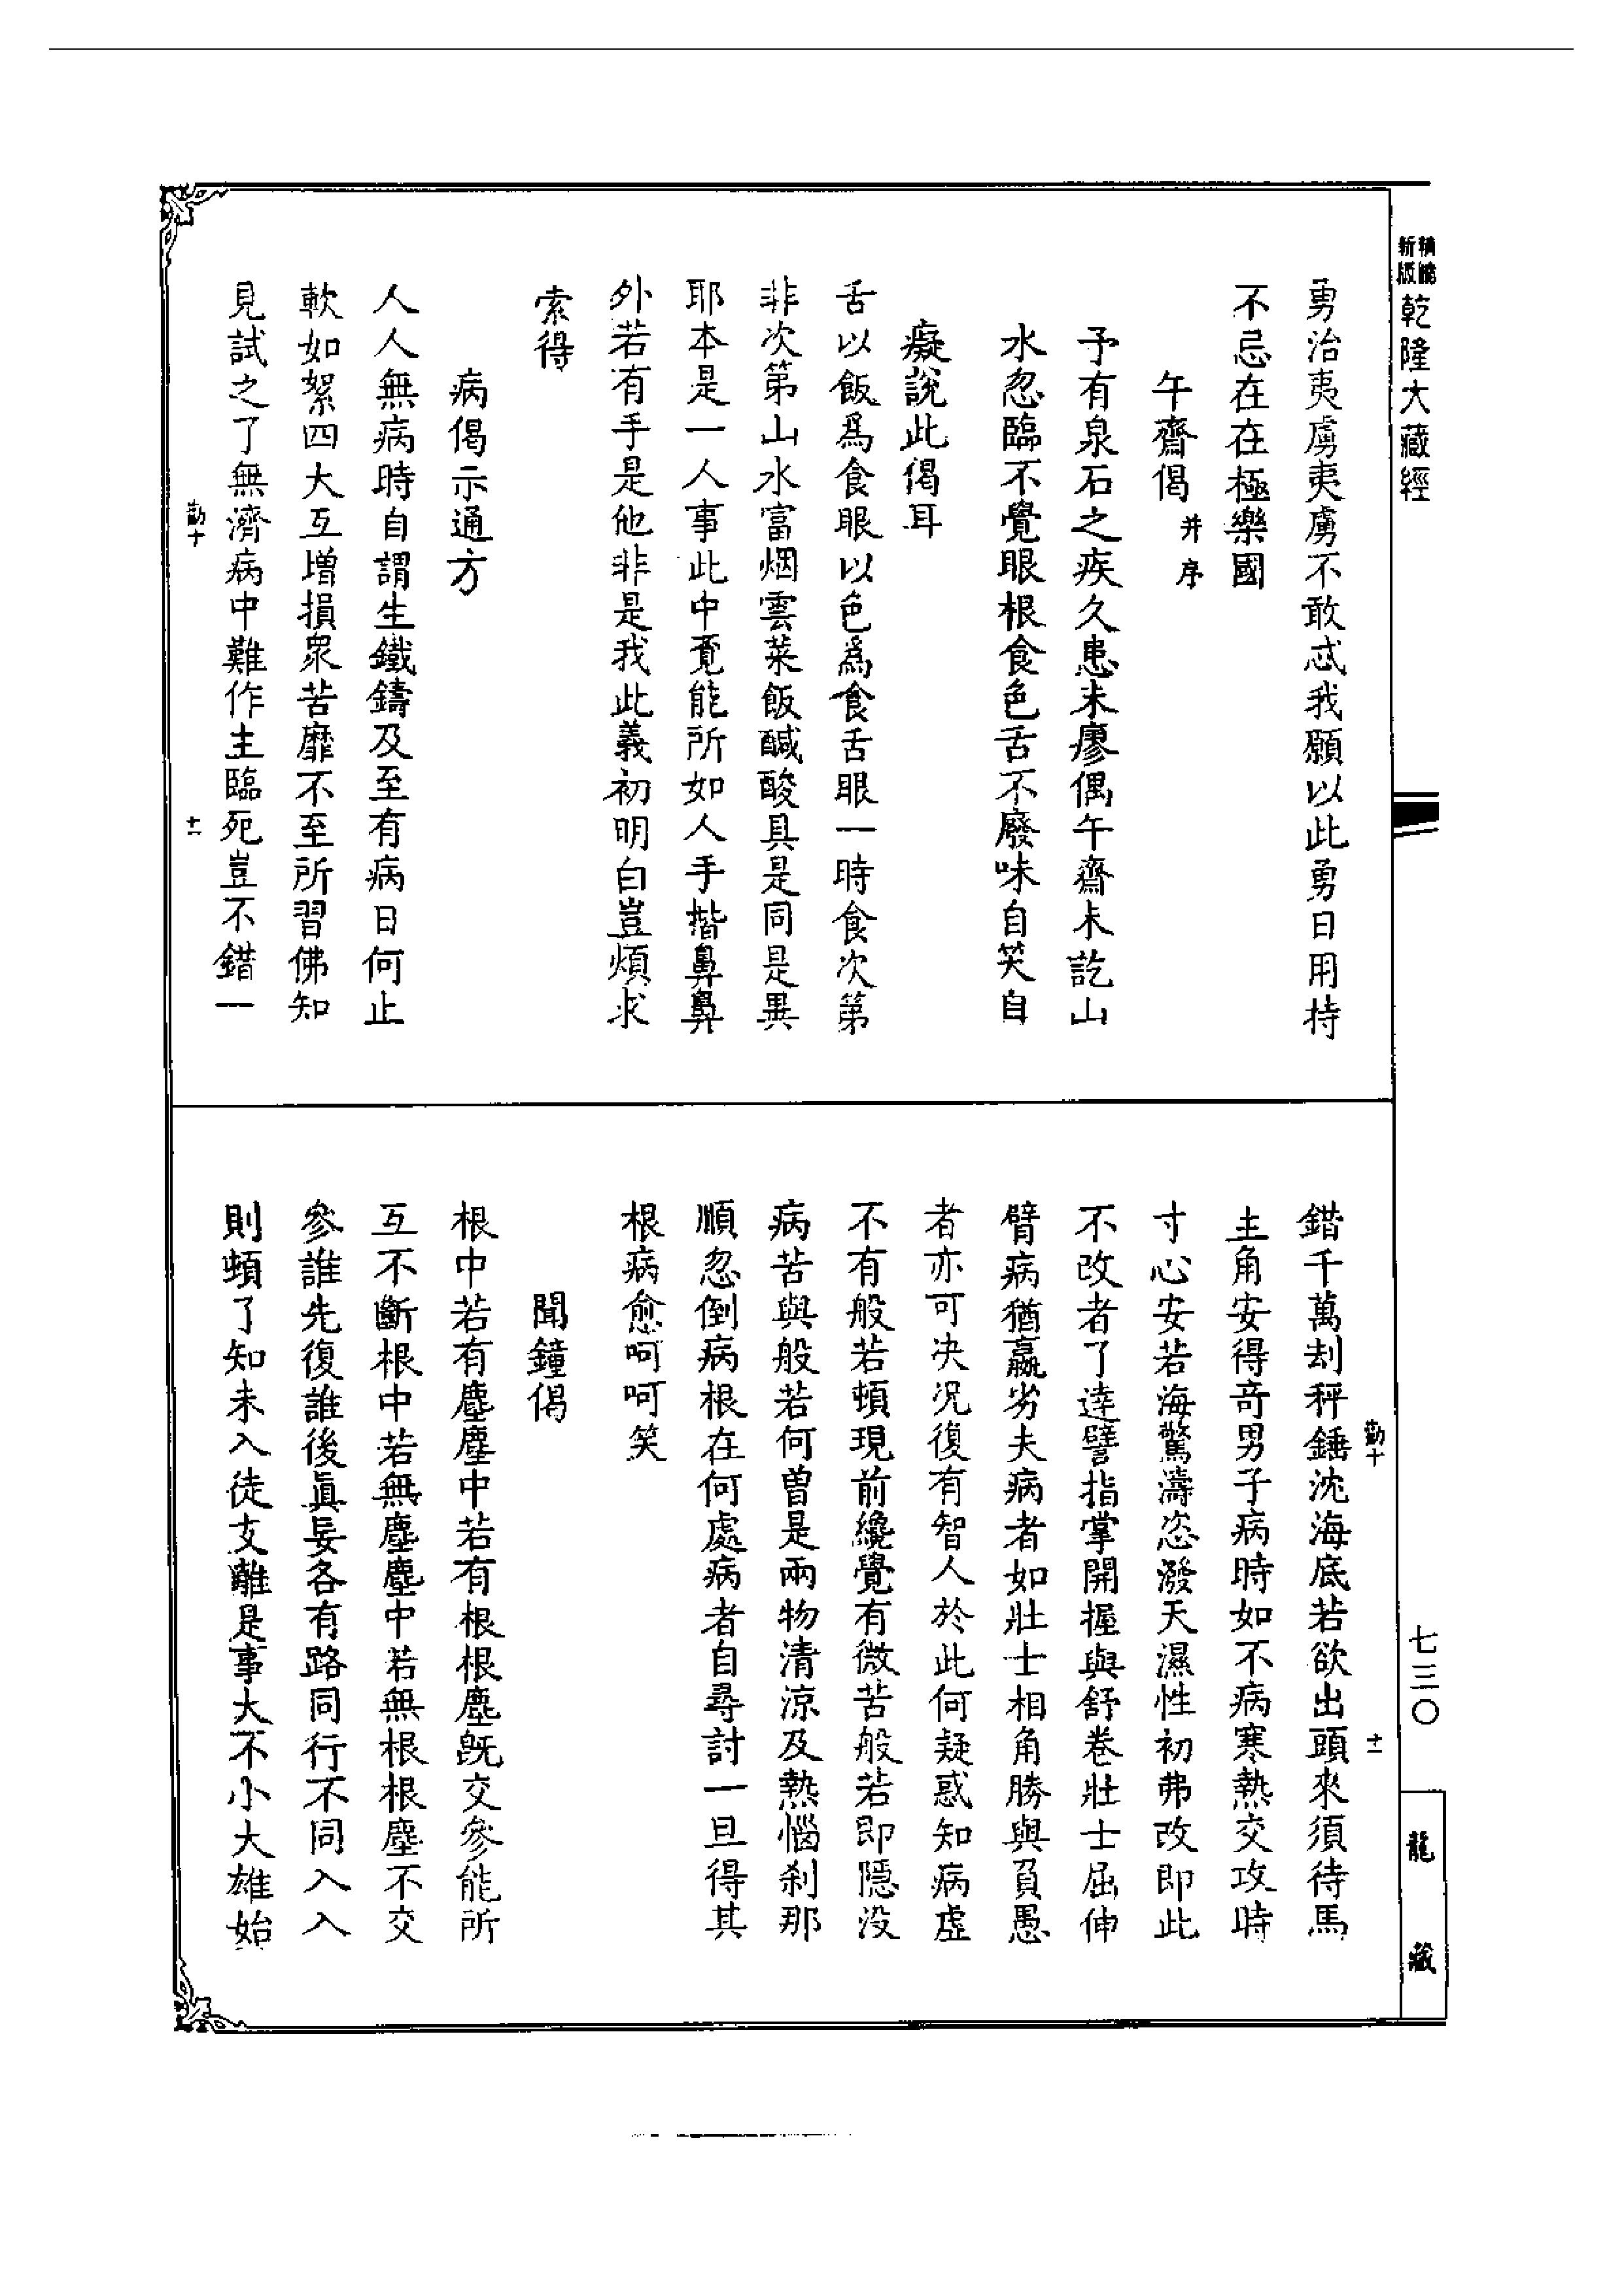 精繪
新版
乾隆大藏經
勇治夷虜夷虜不敢忒我願以此勇日用持
不忌在在極樂國
午齋偈并序
予有泉石之疾久患未廖偶午齋未訖山
水忽臨不覺眼根食色舌不廢味自笑自
癡說此偈耳
舌以飯爲食眼以色爲食舌眼一時食次第
非次第山水富烟雲菜飯醎酸具是同是異
耶本是一人事此中覓能所如人手揩鼻鼻
外若有手是他非是我此義初明白豈煩求
索得
病偈示通方
人人無病時自謂生鐵鑄及至有病日何止
軟如絮四大互增損衆苦靡不至所習佛知
見試之了無濟病中難作主臨死豈不錯一
勸十
十一
勸十
十一
錯千萬刦秤錘沈海底若欲出頭來須待馬
生角安得奇男子病時如不病寒熱交攻時
寸心安若海驚濤恣潑天濕性初弗改即此
不改者了達譬指掌開握與舒卷壯士屈伸
臂病猶羸劣夫病者如壯士相角勝與負愚
者亦可決況復有智人於此何疑惑知病虛
不有般若頓現前纔覺有微苦般若即隱没
病苦與般若何曾是兩物清涼及熱惱刹那
順忽倒病根在何處病者自尋討一旦得其
根病愈呵呵笑
聞鐘偈
根中若有塵塵中若有根根塵既交參能所
互不斷根中若無塵塵中若無根根塵不交
參誰先復誰後眞妄各有路同行不同入入
則頓了知未入徒支離是事大不小大雄始
七三〇
龍藏